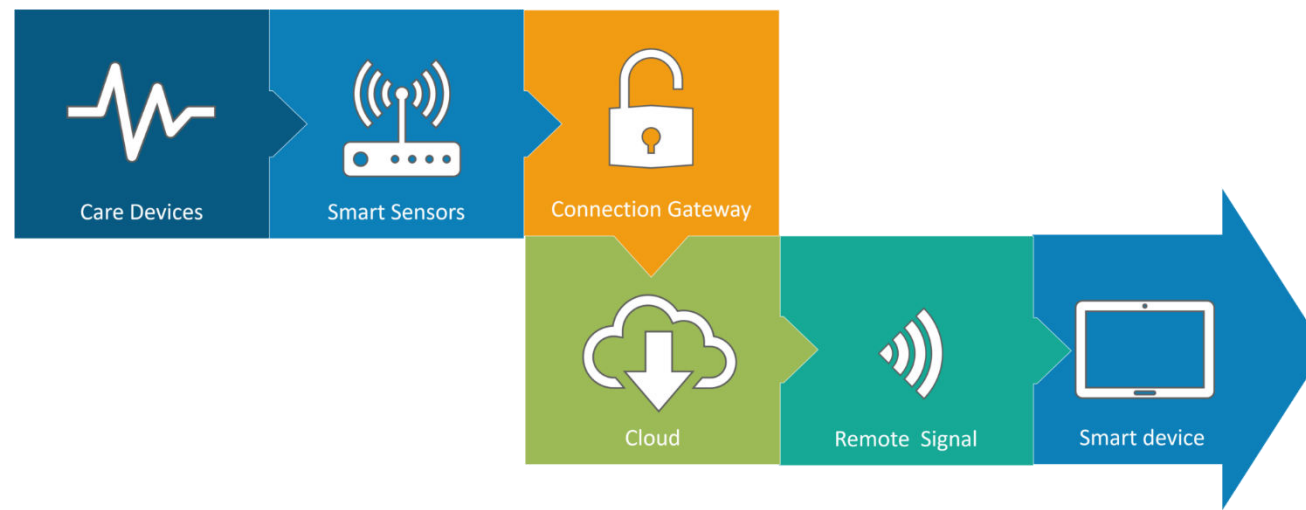 Care Devices
Smart Sensors
Connection Gateway
Cloud
Remote Signal
Smart device